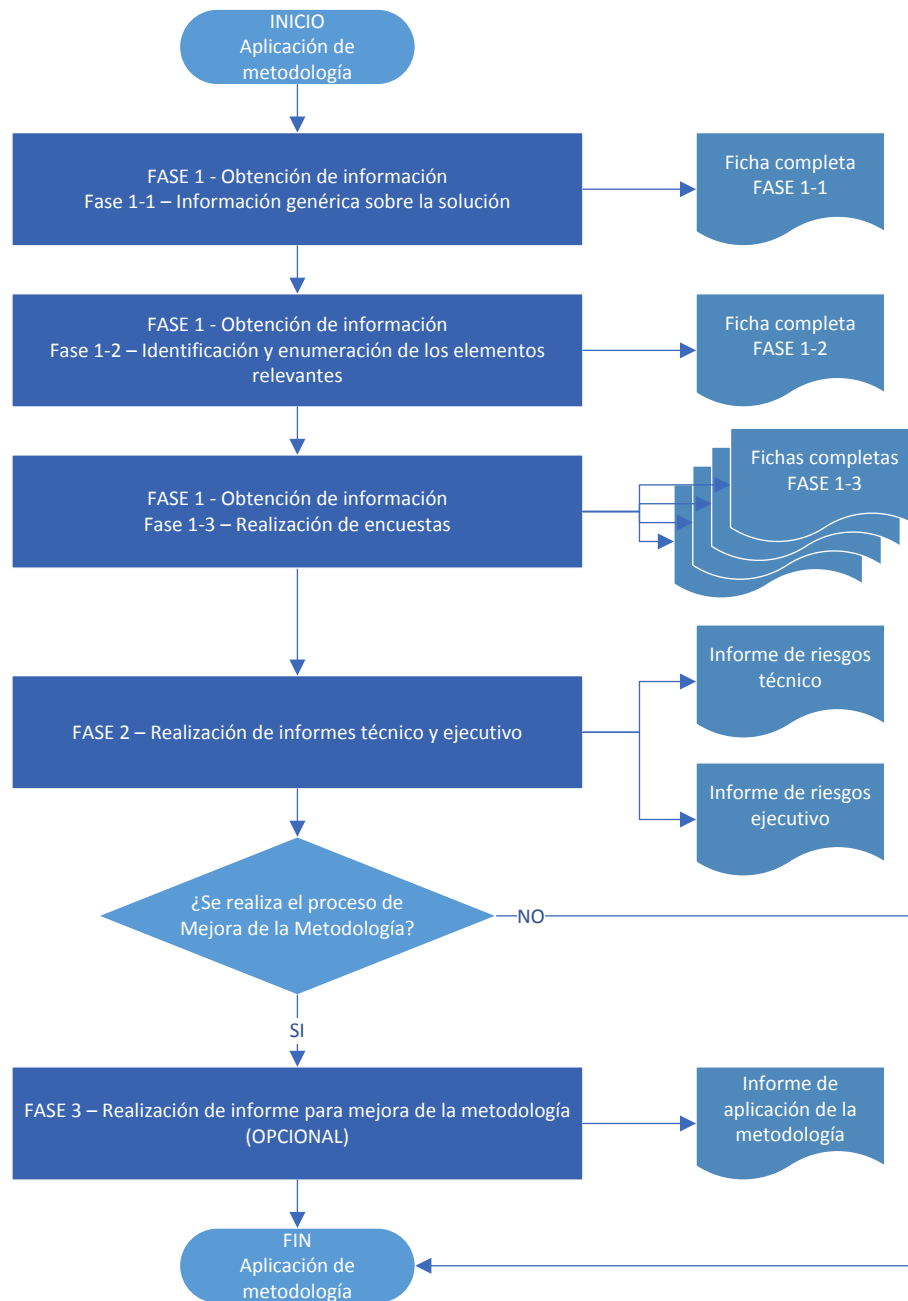 INICIO
Aplicación de
metodología
FASE 1 - Obtención de información
Fase 1-1 – Información genérica sobre la solución
Ficha completa
FASE 1-1
FASE 1 - Obtención de información
Fase 1-2 – Identificación y enumeración de los elementos
relevantes
Ficha completa
FASE 1-2
FASE 1 - Obtención de información
Fase 1-3 – Realización de encuestas
Fichas completas
FASE 1-3
FASE 2 – Realización de informes técnico y ejecutivo
Informe de riesgos
técnico
Informe de riesgos
ejecutivo
¿Se realiza el proceso de
Mejora de la Metodología?
NO
SI
FASE 3 – Realización de informe para mejora de la metodología
(OPCIONAL)
Informe de
aplicación de la
metodología
FIN
Aplicación de
metodología